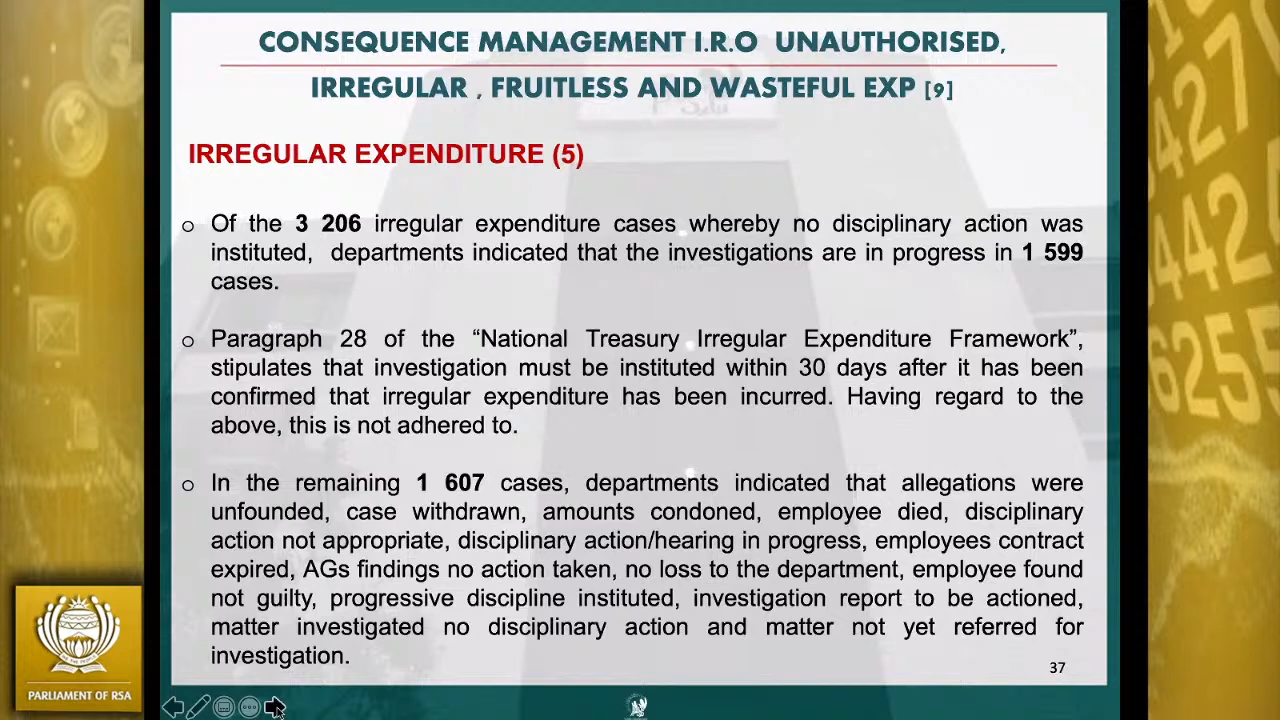 CONSEQUENCE MANAGEMENT I.R.O UNAUTHORISED,
IRREGULAR , FRUITLESS AND WASTEFUL EXP [9]
IRREGULAR EXPENDITURE (5)
o Of the 3 206 irregular expenditure cases whereby no disciplinary action was
instituted, departments indicated that the investigations are in progress in 1 599
cases.
o Paragraph 28 of the “National Treasury Irregular Expenditure Framework”,
stipulates that investigation must be instituted within 30 days after it has been
confirmed that irregular expenditure has been incurred. Having regard to the
above, this is not adhered to.
o In the remaining 1 607 cases, departments indicated that allegations were
unfounded, case withdrawn, amounts condoned, employee died, disciplinary
action not appropriate, disciplinary action/hearing in progress, employees contract
expired, AGs findings no action taken, no loss to the department, employee found
not guilty, progressive discipline instituted, investigation report to be actioned,
matter investigated no disciplinary action and matter not yet referred for
investigation.
37
PARLIAMENT OF RSA